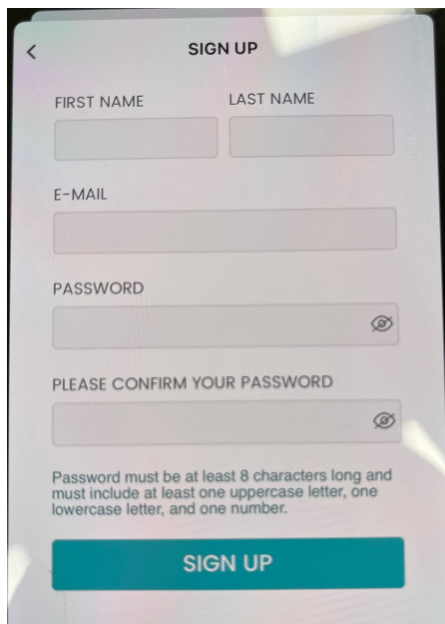 SIGN UP
FIRST NAME LAST NAME
E-MAIL
PASSWORD
PLEASE CONFIRM YOUR PASSWORD
Password must be at least 8 characters long and
must include at least one uppercase letter, one
lowercase letter, and one number.
SIGN UP